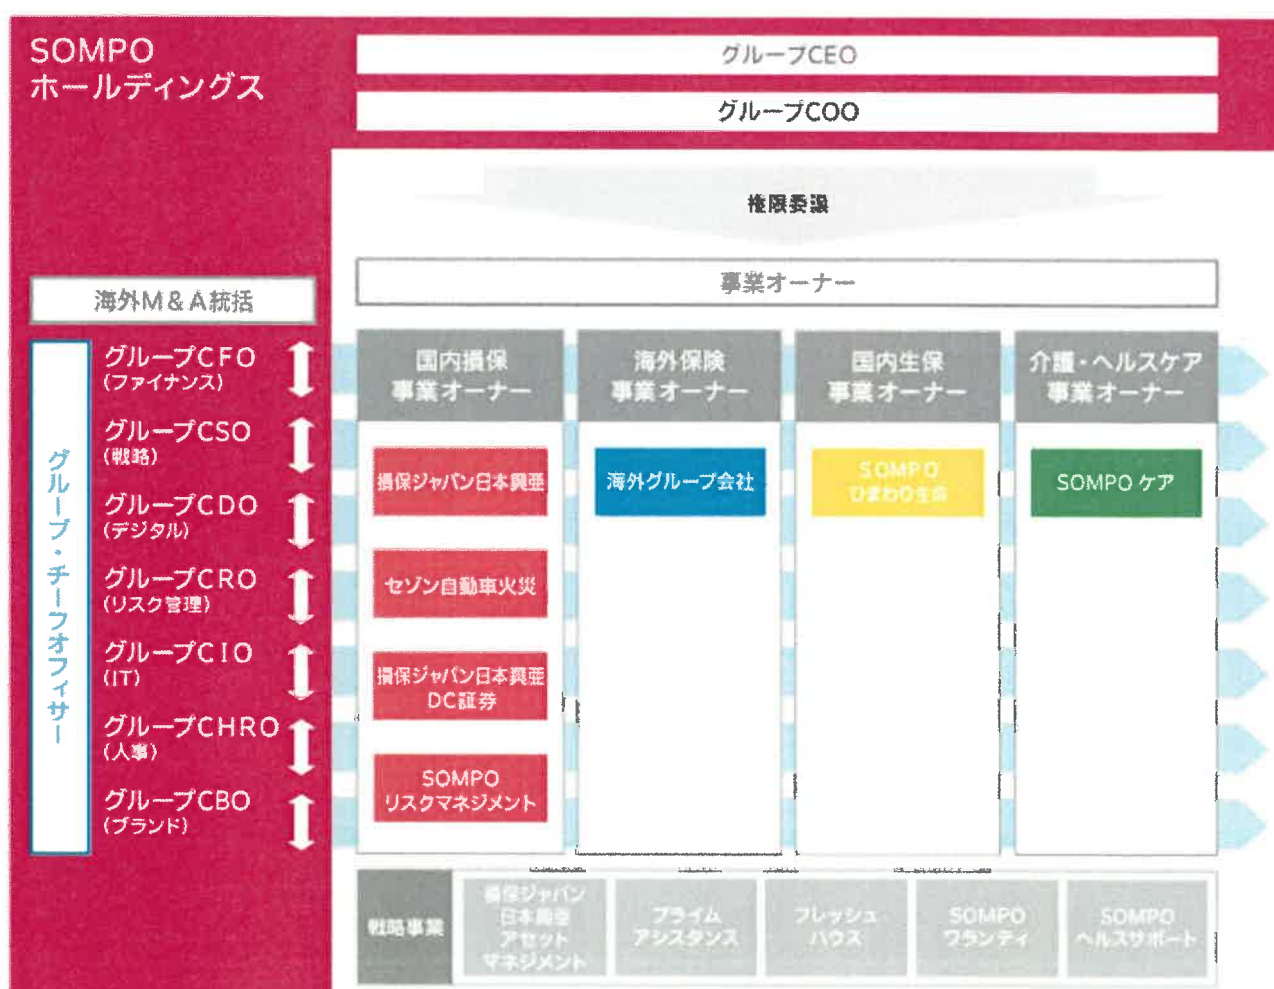 SOMPO
ホールディングス
グループCEO
グループCOO
権限委譲
事業オーナー
海外M&A統括
グループ・チーフオフィサー
グループCFO
(ファイナンス)
グループCSO
(戦略)
グループCDO
(デジタル)
グループCRO
(リスク管理)
グループCIO
(IT)
グループCHRO
(人事)
グループCBO
(ブランド)
国内損保
事業オーナー
海外保険
事業オーナー
国内生保
事業オーナー
介護・ヘルスケア
事業オーナー
損保ジャパン日本興亜
セゾン自動車火災
損保ジャパン日本興亜
DC証券
SOMPO
リスクマネジメント
海外グループ会社
SOMPO
ひまわり生命
SOMPO ケア
戦略事業
損保ジャパン
日本興亜
アセット
マネジメント
プライム
アシスタンス
フレッシュ
ハウス
SOMPO
ワランティ
SOMPO
ヘルスサポート